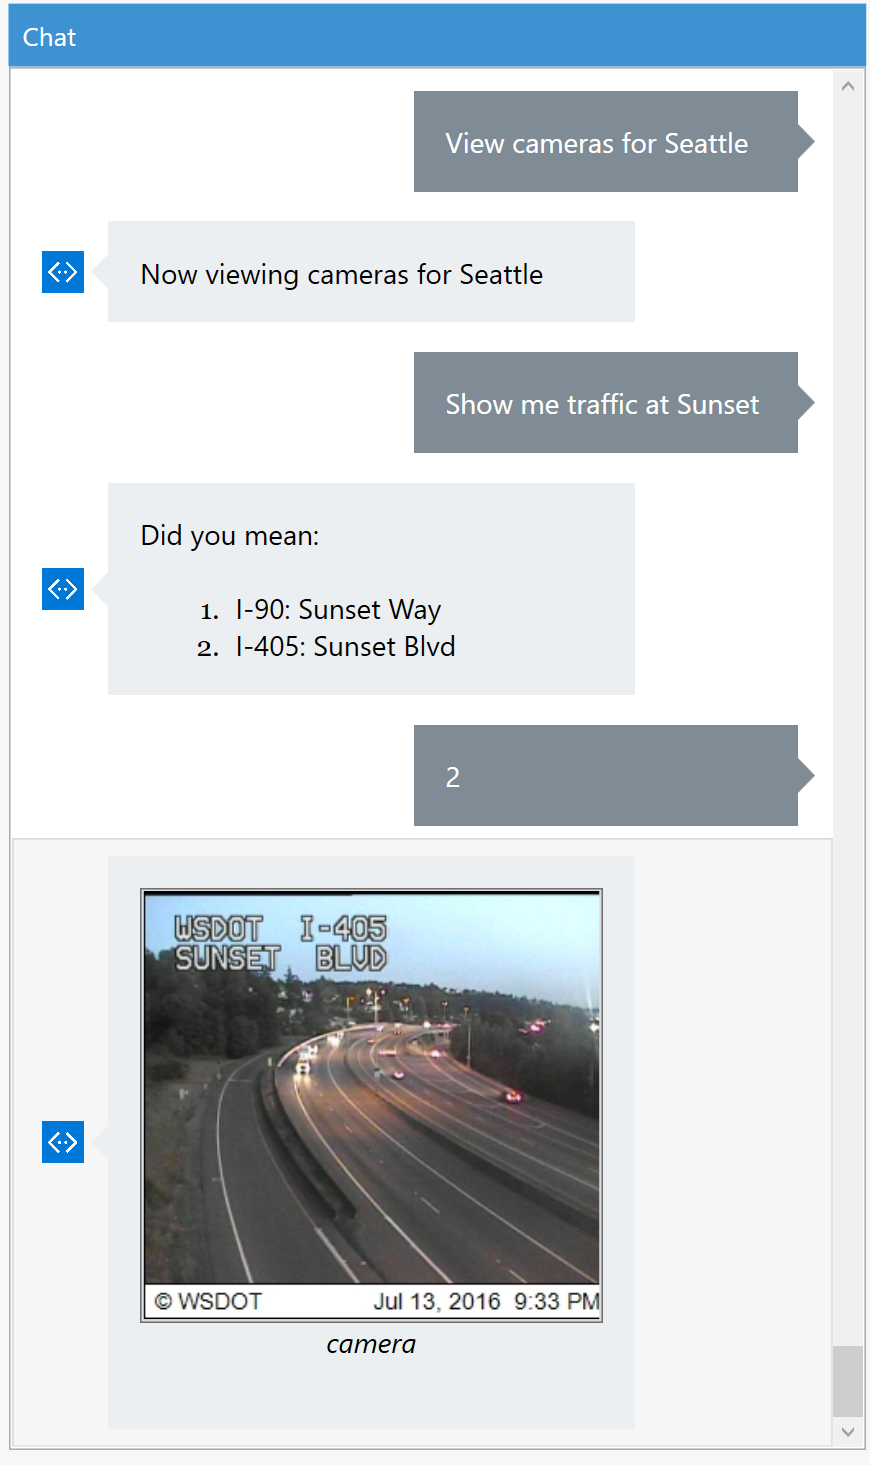 Chat
View cameras for Seattle
Now viewing cameras for Seattle
Show me traffic at Sunset
Did you mean:
1. I-90: Sunset Way
2. I-405: Sunset Blvd
2
WSDOT I-405
SUNSET BLVD
© WSDOT Jul 13, 2016 9:33 PM
camera